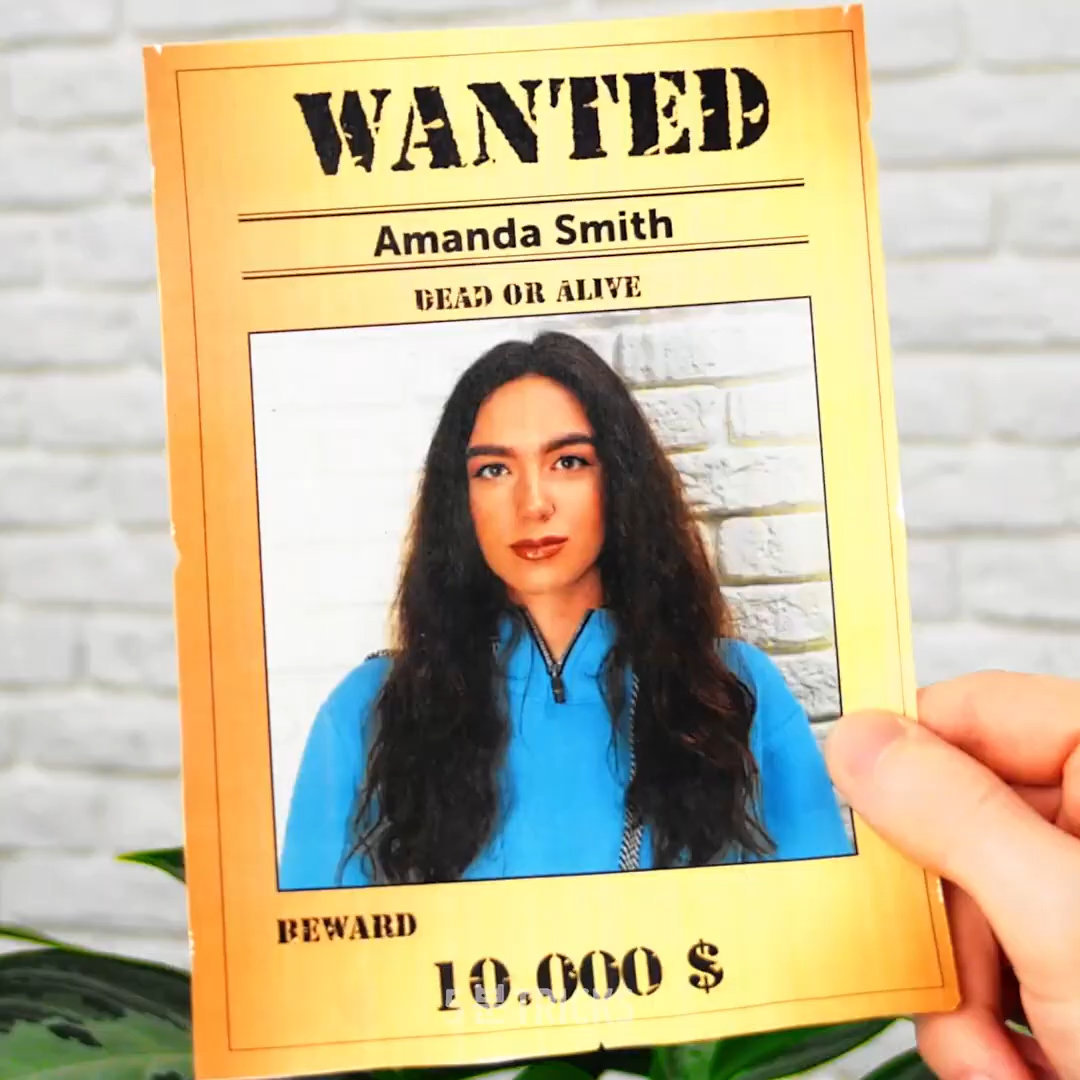 WANTED
Amanda Smith
DEAD OR ALIVE
REWARD
10.000 $